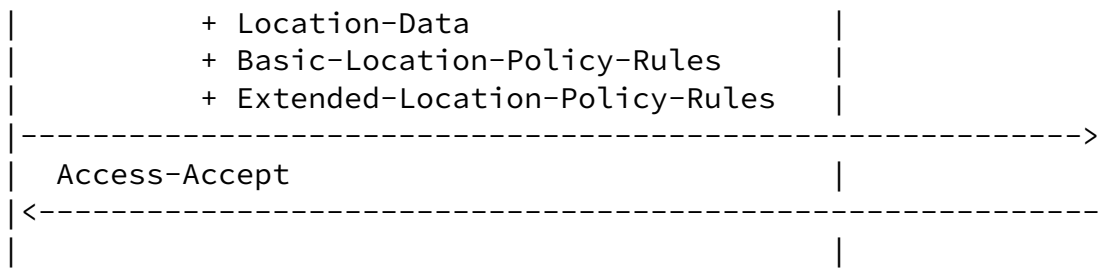 |          + Location-Data                    |
|          + Basic-Location-Policy-Rules      |
|          + Extended-Location-Policy-Rules   |
|----------------------------------------------------------->
|  Access-Accept                              |
|<-----------------------------------------------------------
|                                             |